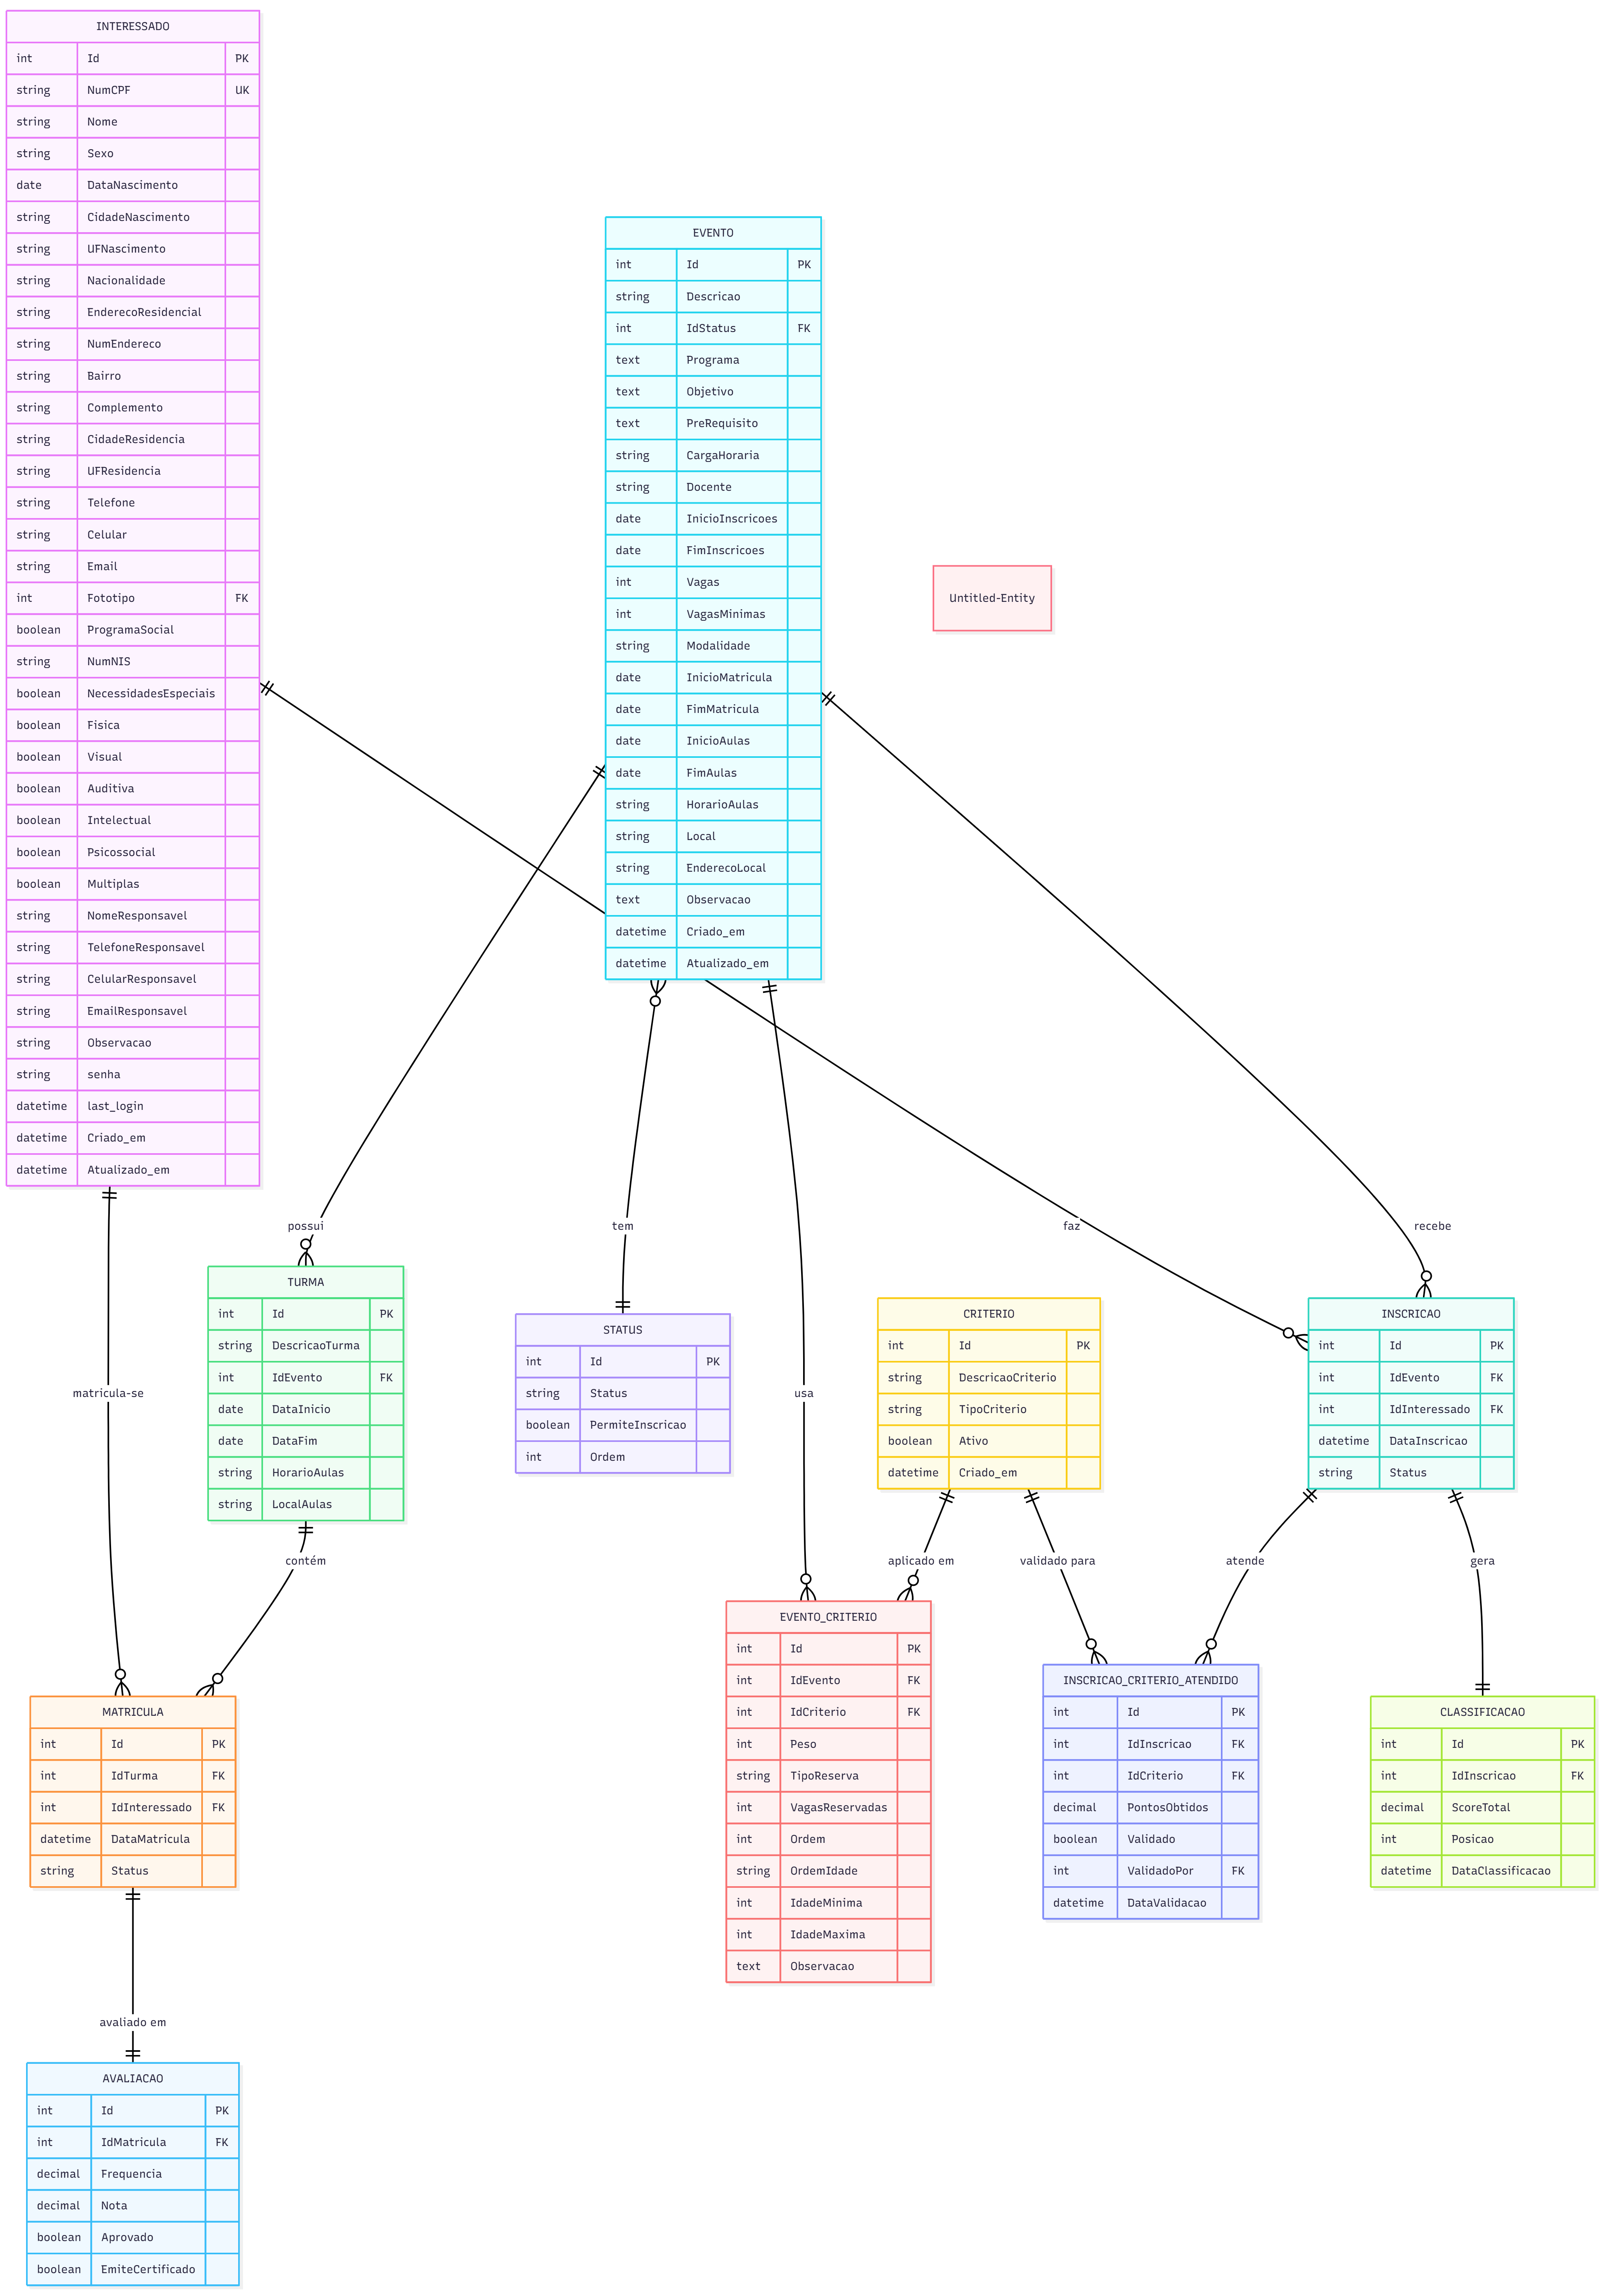 INTERESSADO
int Id PK
string NumCPF UK
string Nome
string Sexo
date DataNascimento
string CidadeNascimento
string UFNascimento
string Nacionalidade
string EnderecoResidencial
string NumEndereco
string Bairro
string Complemento
string CidadeResidencia
string UFResidencia
string Telefone
string Celular
string Email
int Fototipo FK
boolean ProgramaSocial
string NumNIS
boolean NecessidadesEspeciais
boolean Fisica
boolean Visual
boolean Auditiva
boolean Intelectual
boolean Psicossocial
boolean Multiplas
string NomeResponsavel
string TelefoneResponsavel
string CelularResponsavel
string EmailResponsavel
string Observacao
string senha
datetime last_login
datetime Criado_em
datetime Atualizado_em
EVENTO
int Id PK
string Descricao
int IdStatus FK
text Programa
text Objetivo
text PreRequisito
string CargaHoraria
string Docente
date InicioInscricoes
date FimInscricoes
int Vagas
int VagasMinimas
string Modalidade
date InicioMatricula
date FimMatricula
date InicioAulas
date FimAulas
string HorarioAulas
string Local
string EnderecoLocal
text Observacao
datetime Criado_em
datetime Atualizado_em
Untitled-Entity
possui
tem
faz
recebe
TURMA
int Id PK
string DescricaoTurma
int IdEvento FK
date DataInicio
date DataFim
string HorarioAulas
string LocalAulas
STATUS
int Id PK
string Status
boolean PermiteInscricao
int Ordem
CRITERIO
int Id PK
string DescricaoCriterio
string TipoCriterio
boolean Ativo
datetime Criado_em
INSCRICAO
int Id PK
int IdEvento FK
int IdInteressado FK
datetime DataInscricao
string Status
matricula-se
usa
contém
aplicado em
validado para
atende
gera
MATRICULA
int Id PK
int IdTurma FK
int IdInteressado FK
datetime DataMatricula
string Status
EVENTO_CRITERIO
int Id PK
int IdEvento FK
int IdCriterio FK
int Peso
string TipoReserva
int VagasReservadas
int Ordem
string OrdemIdade
int IdadeMinima
int IdadeMaxima
text Observacao
INSCRICAO_CRITERIO_ATENDIDO
int Id PK
int IdInscricao FK
int IdCriterio FK
decimal PontosObtidos
boolean Validado
int ValidadoPor FK
datetime DataValidacao
CLASSIFICACAO
int Id PK
int IdInscricao FK
decimal ScoreTotal
int Posicao
datetime DataClassificacao
avaliado em
AVALIACAO
int Id PK
int IdMatricula FK
decimal Frequencia
decimal Nota
boolean Aprovado
boolean EmiteCertificado